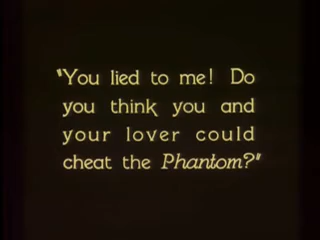 "You lied to me! Do
you think you and
your lover could
cheat the Phantom?"